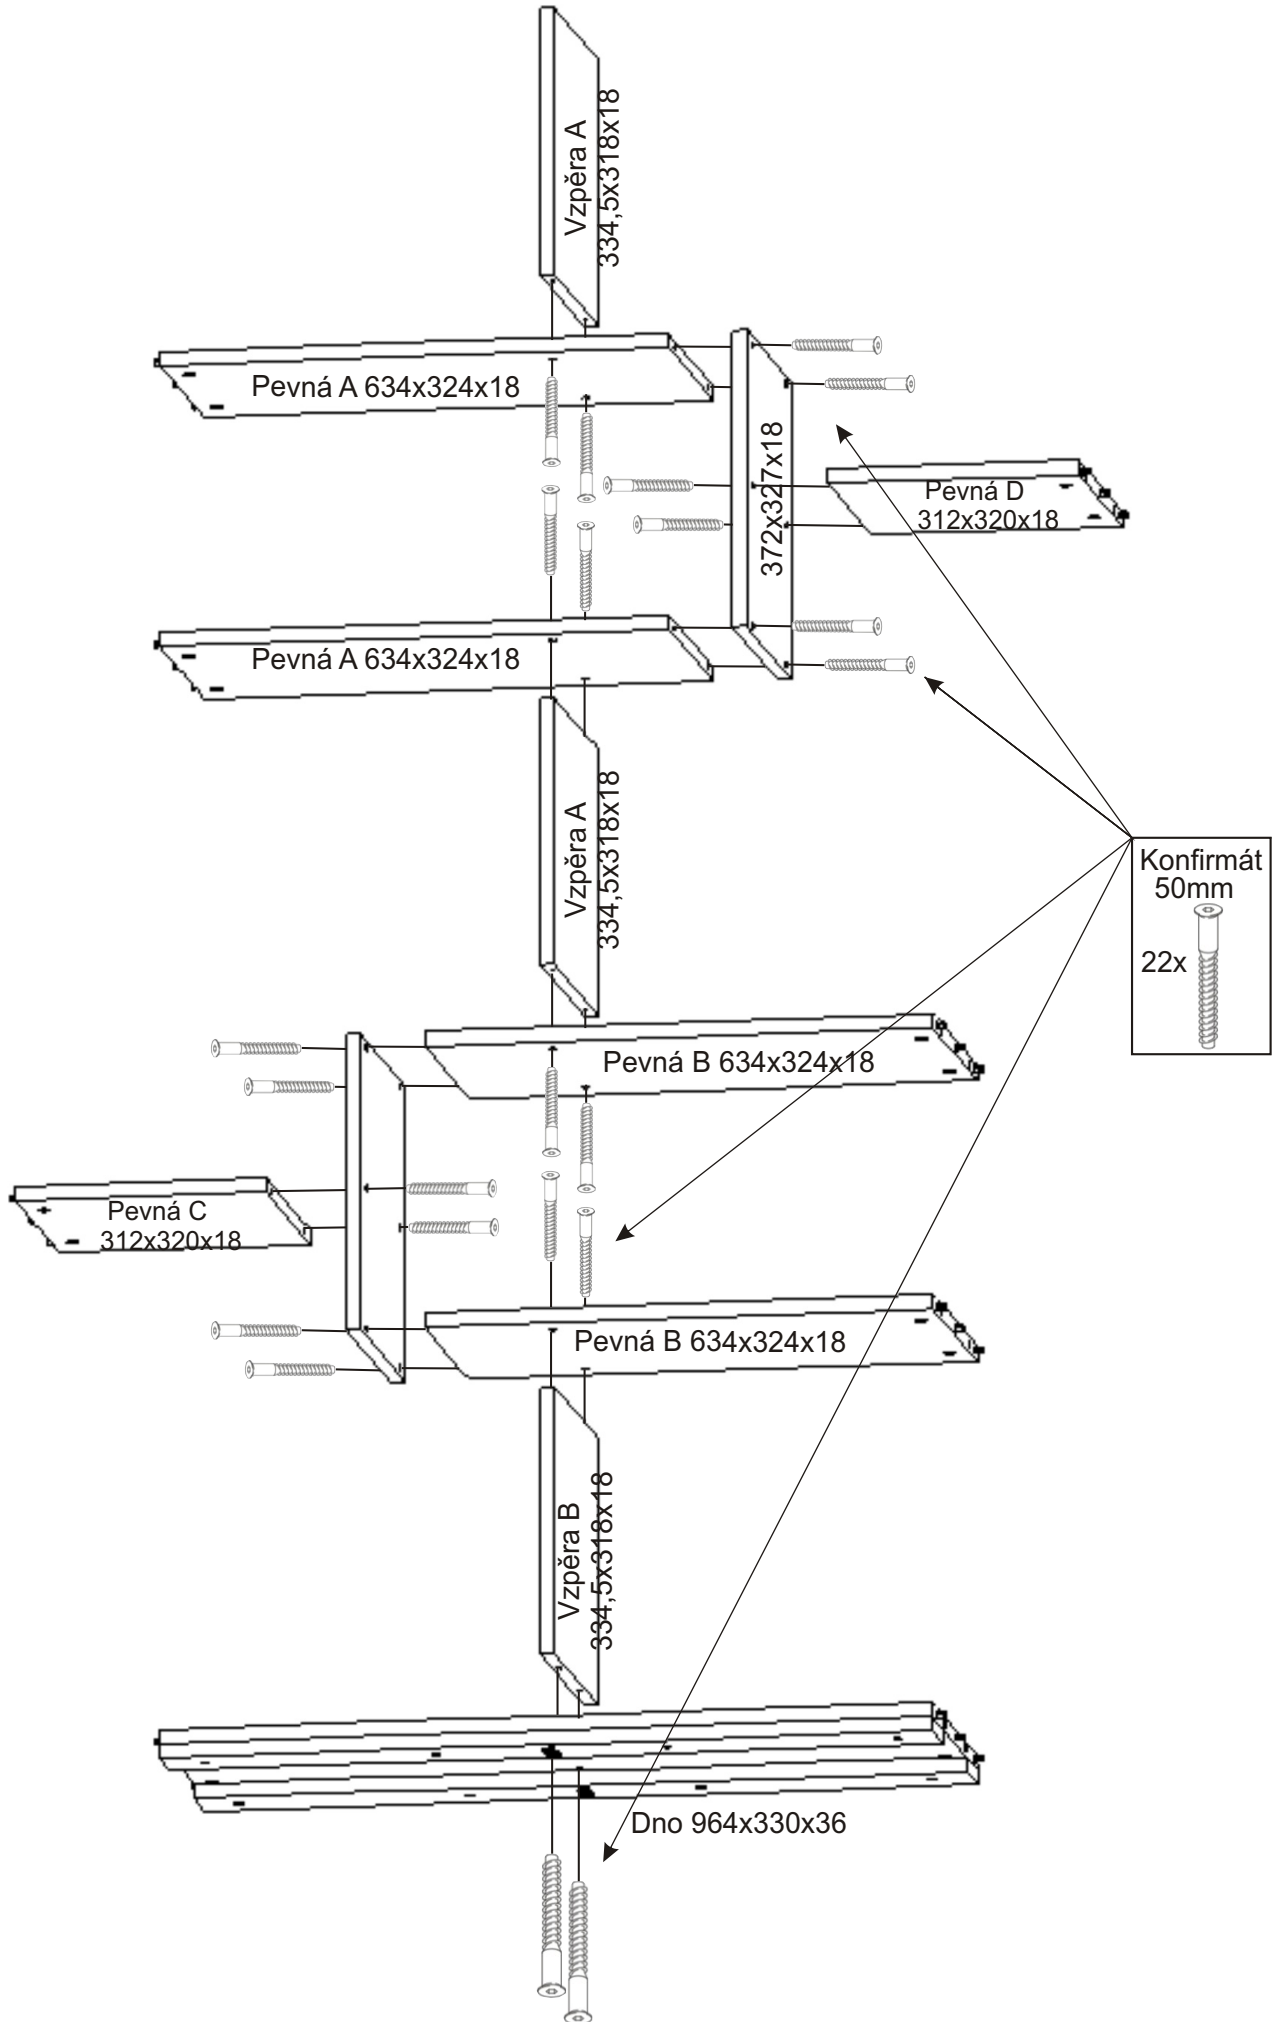 Vzpěra A
334,5x318x18
Pevná A 634x324x18
372x327x18
Pevná D
312x320x18
Pevná A 634x324x18
Vzpěra A
334,5x318x18
Konfirmát
50mm
22x
Pevná B 634x324x18
Pevná C
312x320x18
Pevná B 634x324x18
Vzpěra B
334,5x318x18
Dno 964x330x36